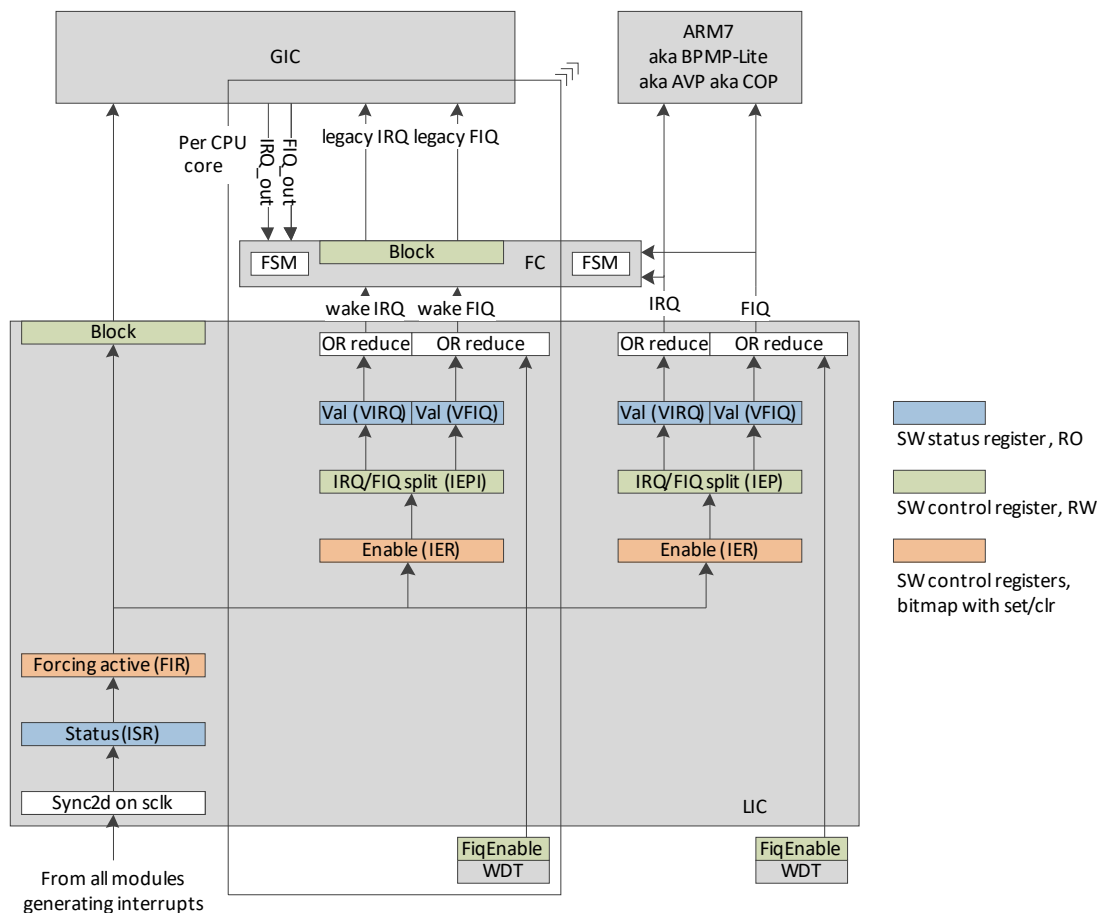 GIC
ARM7
aka BPMP-Lite
aka AVP aka COP
Per CPU
core
IRQ_out
FIQ_out
legacy IRQ
legacy FIQ
Block
FSM
FC
FSM
wake IRQ
wake FIQ
IRQ
FIQ
Block
OR reduce
OR reduce
OR reduce
OR reduce
Val (VIRQ)
Val (VFIQ)
Val (VIRQ)
Val (VFIQ)
SW status register, RO
IRQ/FIQ split (IEPI)
IRQ/FIQ split (IEP)
SW control register, RW
Enable (IER)
Enable (IER)
SW control registers,
bitmap with set/clr
Forcing active (FIR)
Status (ISR)
Sync2d on sclk
LIC
FiqEnable
WDT
FiqEnable
WDT
From all modules
generating interrupts